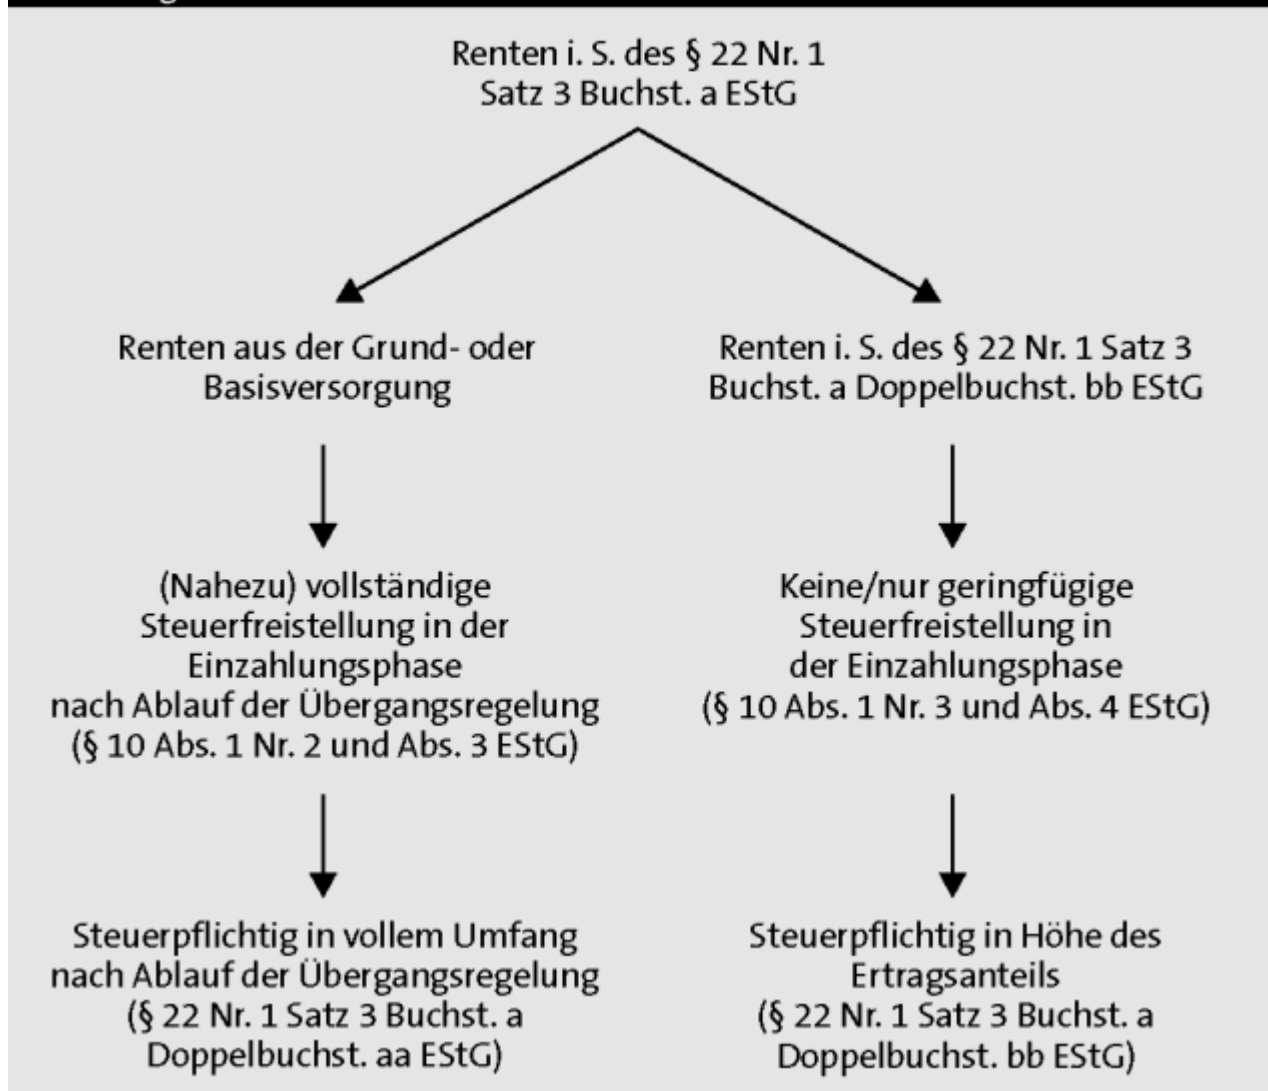 Renten i. S. des § 22 Nr. 1
Satz 3 Buchst. a EStG
Renten aus der Grund- oder
Basisversorgung
(Nahezu) vollständige
Steuerfreistellung in der
Einzahlungsphase
nach Ablauf der Übergangsregelung
(§ 10 Abs. 1 Nr. 2 und Abs. 3 EStG)
Steuerpflichtig in vollem Umfang
nach Ablauf der Übergangsregelung
(§ 22 Nr. 1 Satz 3 Buchst. a
Doppelbuchst. aa EStG)
Renten i. S. des § 22 Nr. 1 Satz 3
Buchst. a Doppelbuchst. bb EStG
Keine/nur geringfügige
Steuerfreistellung in
der Einzahlungsphase
(§ 10 Abs. 1 Nr. 3 und Abs. 4 EStG)
Steuerpflichtig in Höhe des
Ertragsanteils
(§ 22 Nr. 1 Satz 3 Buchst. a
Doppelbuchst. bb EStG)